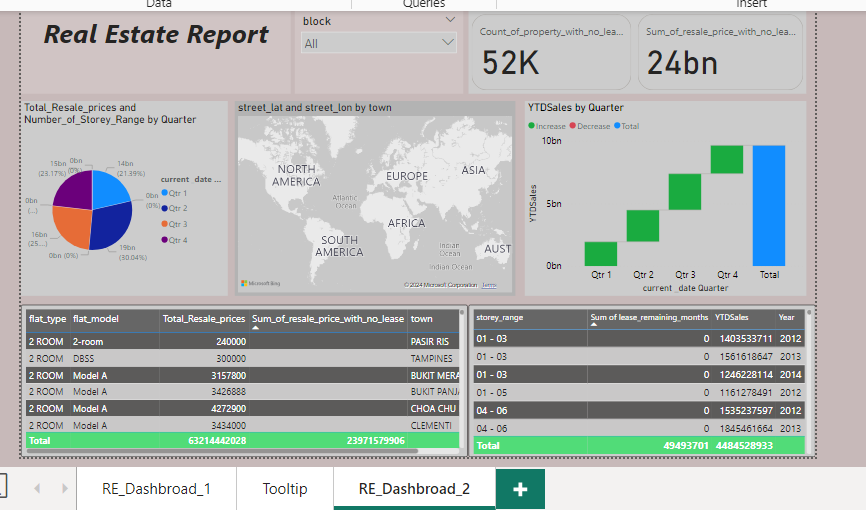 Data Queries Insert
Real Estate Report
block
All
Count_of_property_with_no_lea...
52K
Sum_of_resale_price_with_no_lea...
24bn
Total_Resale_prices and
Number_of_Storey_Range by Quarter
15bn
(23.17%)
0bn
(0%)
14bn
(21.39%)
0bn
(0%)
0bn
(...)
16bn
(25...)
0bn (0%)
19bn
(30.04%)
current_date ...
Qtr 1
Qtr 2
Qtr 3
Qtr 4
street_lat and street_lon by town
NORTH
AMERICA
EUROPE
ASIA
Atlantic
Ocean
AFRICA
SOUTH
AMERICA
Indian
Ocean
AUST
Indian Ocean
Microsoft Bing
© 2024 Microsoft Corporation Terms
YTDSales by Quarter
Increase Decrease Total
10bn
5bn
0bn
YTDSales
Qtr 1 Qtr 2 Qtr 3 Qtr 4 Total
current _date Quarter
flat_type flat_model Total_Resale_prices Sum_of_resale_price_with_no_lease town
2 ROOM 2-room 240000 PASIR RIS
2 ROOM DBSS 300000 TAMPINES
2 ROOM Model A 3157800 BUKIT MERA
2 ROOM Model A 3426888 BUKIT PANJA
2 ROOM Model A 4272900 CHOA CHU
2 ROOM Model A 3434000 CLEMENTI
Total 63214442028 23971579906
storey_range Sum of lease_remaining_months YTDSales Year
01 - 03 0 1403533711 2012
01 - 03 0 1561618647 2013
01 - 03 0 1246228114 2014
01 - 05 0 1161278491 2012
04 - 06 0 1535237597 2012
04 - 06 0 1845461664 2013
Total 49493701 4484528933
RE_Dashbroad_1 Tooltip RE_Dashbroad_2 +